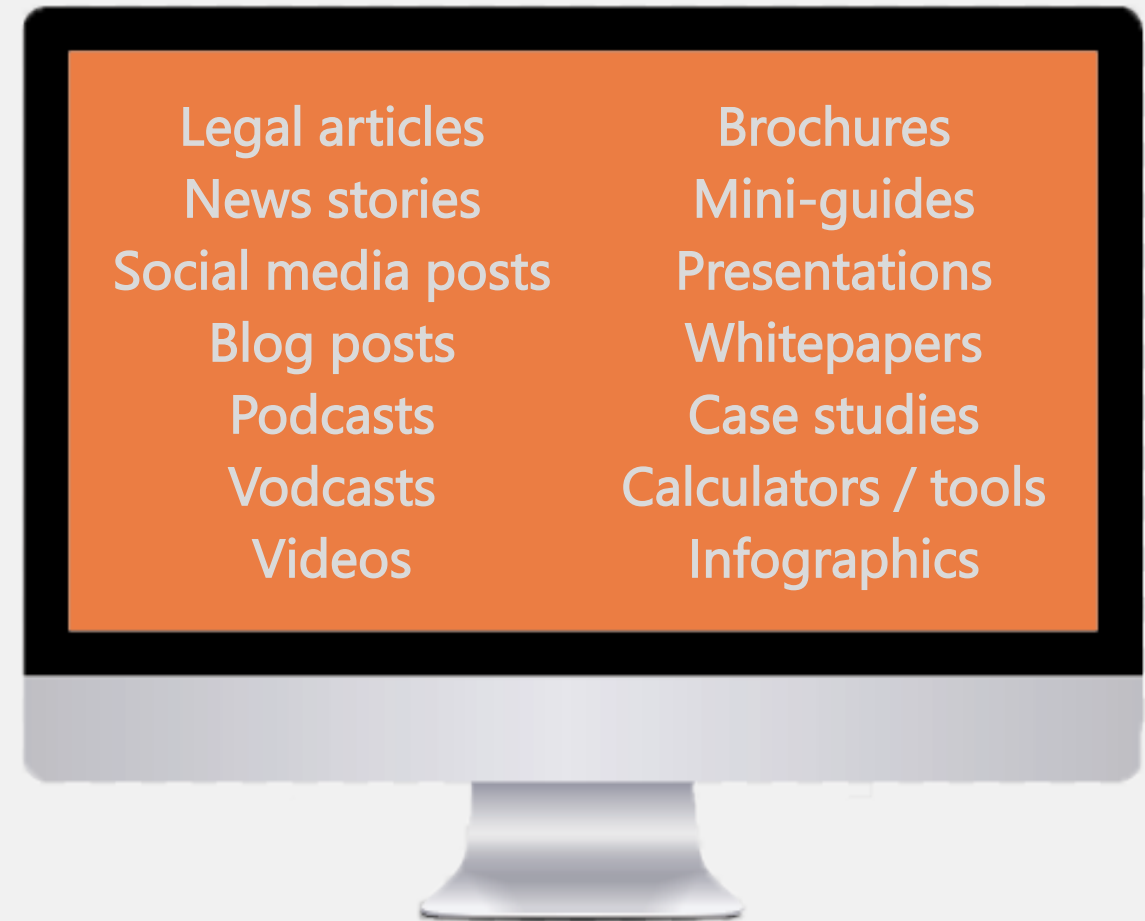 Legal articles
News stories
Social media posts
Blog posts
Podcasts
Vodcasts
Videos
Brochures
Mini-guides
Presentations
Whitepapers
Case studies
Calculators / tools
Infographics